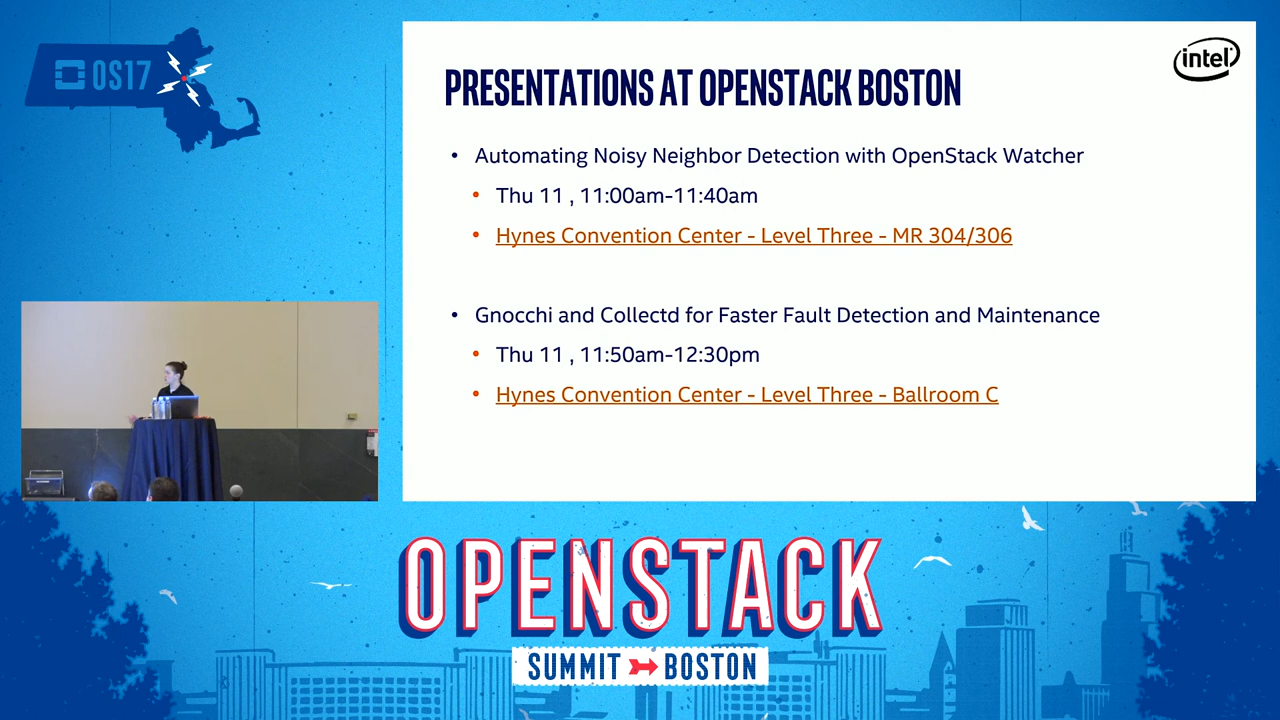 OS17
intel
PRESENTATIONS AT OPENSTACK BOSTON
• Automating Noisy Neighbor Detection with OpenStack Watcher
• Thu 11 , 11:00am-11:40am
• Hynes Convention Center - Level Three - MR 304/306
• Gnocchi and Collectd for Faster Fault Detection and Maintenance
• Thu 11 , 11:50am-12:30pm
• Hynes Convention Center - Level Three - Ballroom C
OPENSTACK
SUMMIT BOSTON